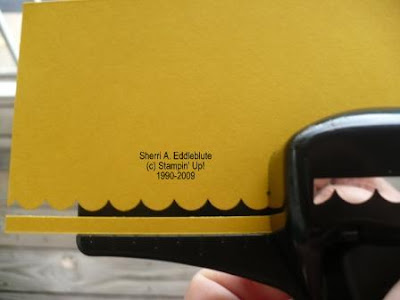 Sherri A. Eddleblute
(c) Stampin' Up!
1990-2009